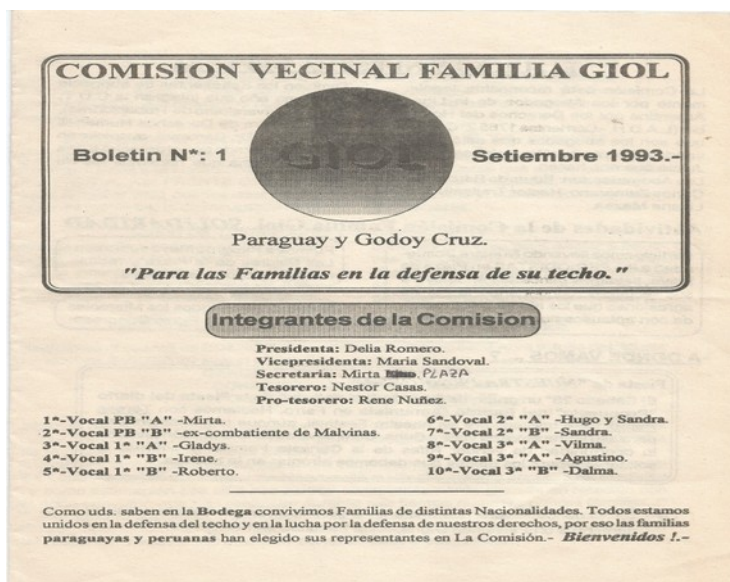 COMISION VECINAL FAMILIA GIOL
Boletin N*: 1
GIOL
Setiembre 1993.-
Paraguay y Godoy Cruz.
"Para las Familias en la defensa de su techo."
Integrantes de la Comision
Presidenta: Delia Romero.
Vicepresidenta: Maria Sandoval.
Secretaria: Mirta PLAZA
Tesorero: Nestor Casas.
Pro-tesorero: Rene Nuñez.
1*-Vocal PB "A" -Mirta.
2*-Vocal PB "B" -ex-combatiente de Malvinas.
3*-Vocal 1* "A" -Gladys.
4*-Vocal 1* "B" -Irene.
5*-Vocal 1* "B" -Roberto.
6*-Vocal 2* "A" -Hugo y Sandra.
7*-Vocal 2* "B" -Sandra.
8*-Vocal 3* "A" -Vilma.
9*-Vocal 3* "A" -Agustino.
10*-Vocal 3* "B" -Dalma.
Como uds. saben en la Bodega convivimos Familias de distintas Nacionalidades. Todos estamos
unidos en la defensa del techo y en la lucha por la defensa de nuestros derechos, por eso las familias
paraguayas y peruanas han elegido sus representantes en La Comisión.- Bienvenidos !.-